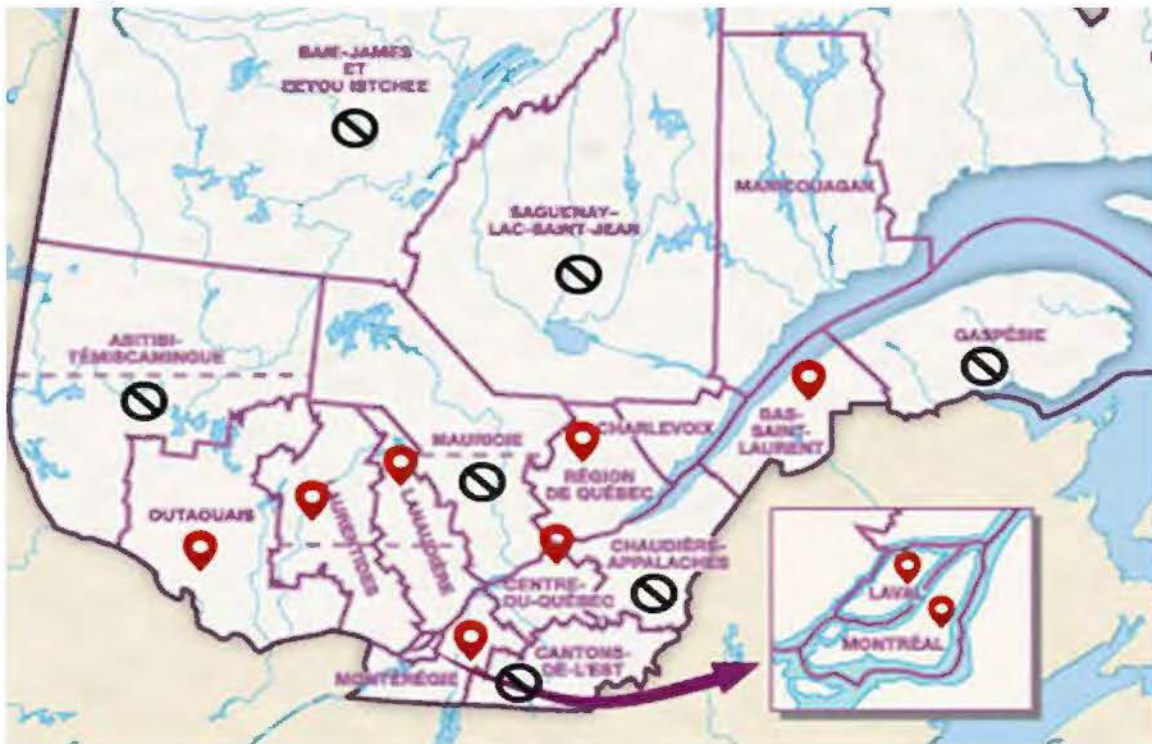 BAIE-JAMES
ET
EEYOU ISTCHEE
MANICOUAGAN
SAGUENAY–
LAC-SAINT-JEAN
ABITIBI-
TÉMISCAMINGUE
GASPÉSIE
MAURICIE
CHARLEVOIX
BAS-
SAINT-
LAURENT
RÉGION
DE QUÉBEC
OUTAOUAIS
LAURENTIDES
LANAUDIÈRE
CHAUDIÈRE-
APPALACHES
CENTRE-
DU-QUÉBEC
LAVAL
MONTRÉAL
CANTONS-
DE-L'EST
MONTÉRÉGIE